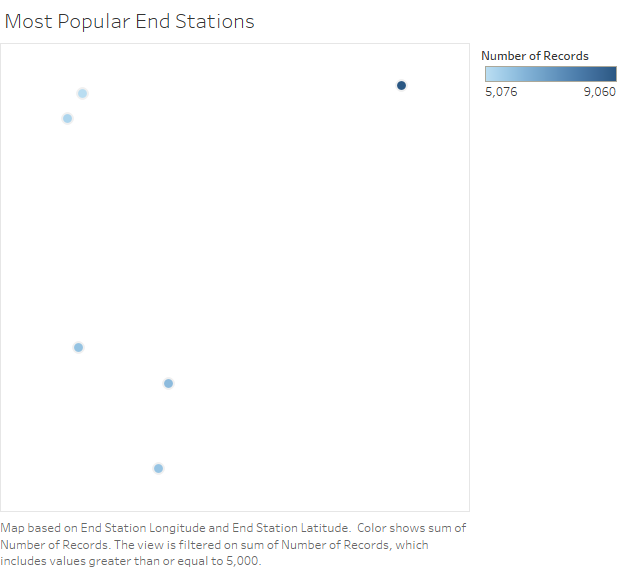 Most Popular End Stations
Number of Records
5,076 9,060
Map based on End Station Longitude and End Station Latitude. Color shows sum of
Number of Records. The view is filtered on sum of Number of Records, which
includes values greater than or equal to 5,000.